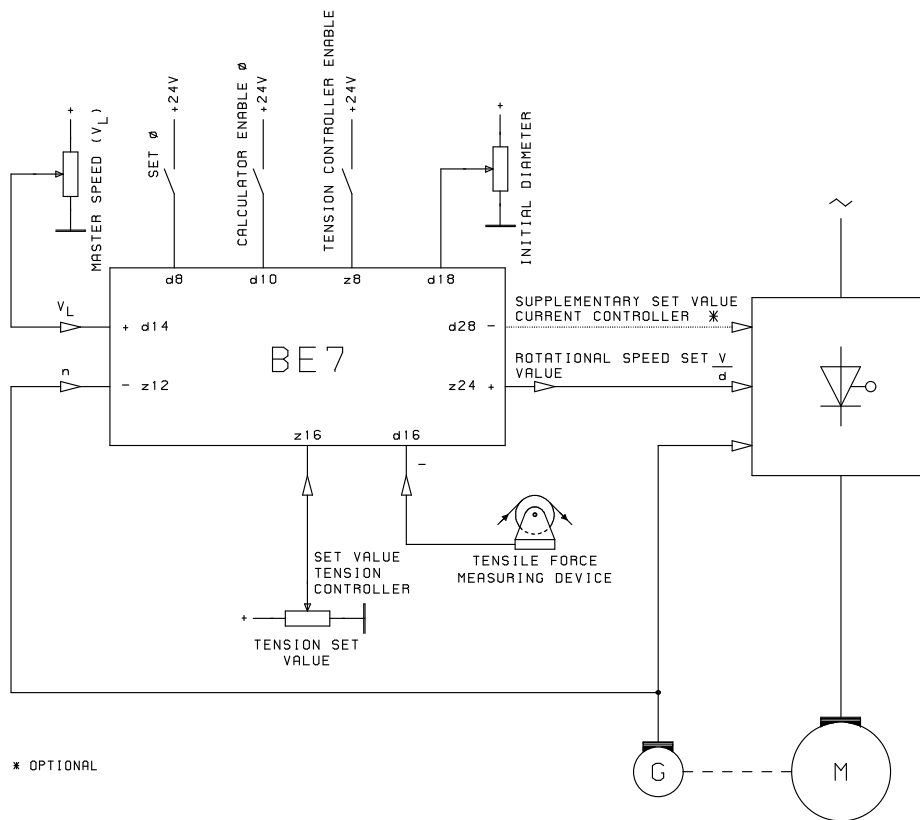 MASTER SPEED (V_L)
+
SET Ø
+24V
CALCULATOR ENABLE Ø
+24V
TENSION CONTROLLER ENABLE
+24V
+
INITIAL DIAMETER
d8
d10
z8
d18
V_L
+ d14
n
- z12
BE7
d28 -
z24 +
z16
d16
-
SUPPLEMENTARY SET VALUE
CURRENT CONTROLLER *
ROTATIONAL SPEED SET V/d
VALUE
~
SET VALUE
TENSION
CONTROLLER
TENSILE FORCE
MEASURING DEVICE
+
TENSION SET
VALUE
* OPTIONAL
G
M